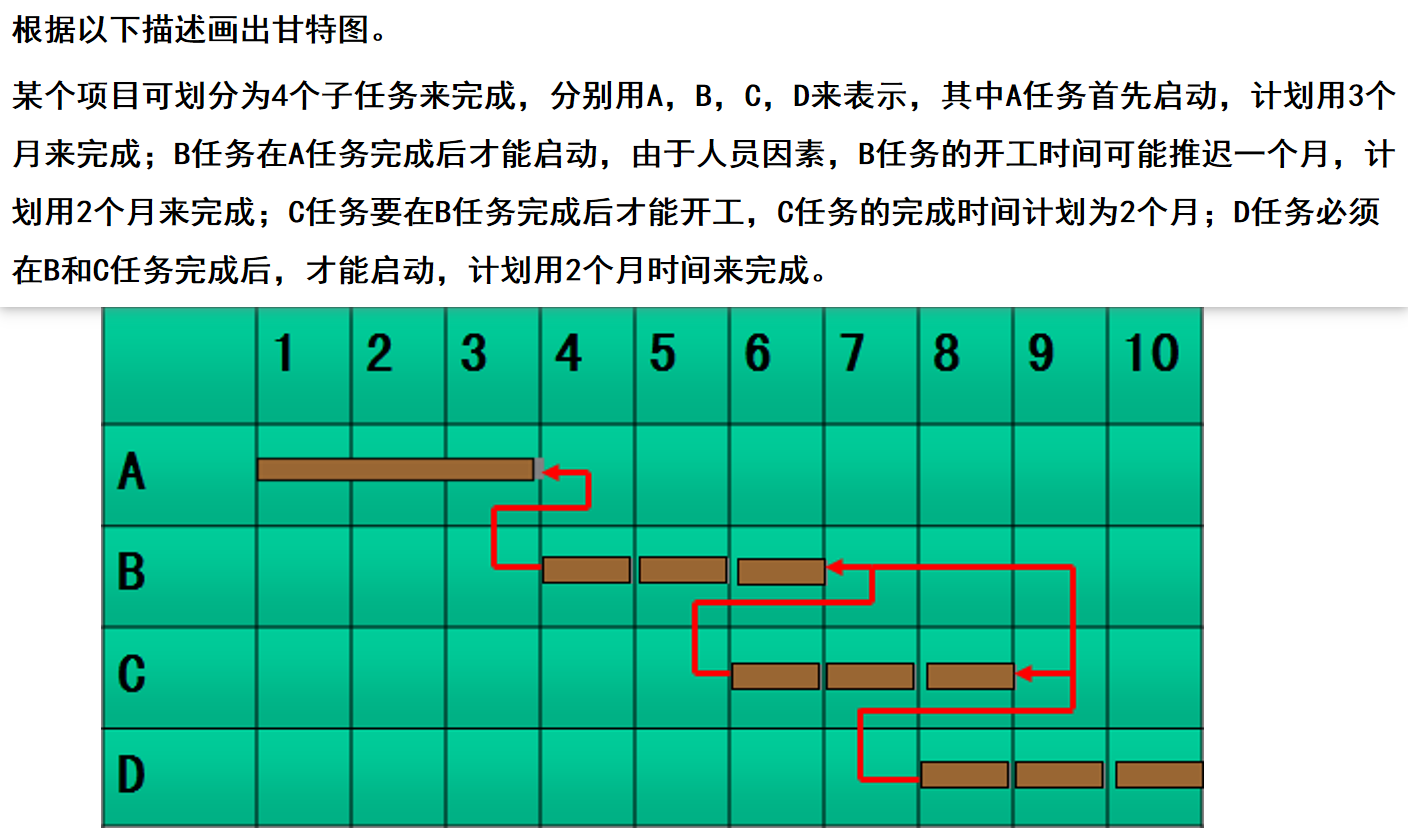 根据以下描述画出甘特图。
某个项目可划分为4个子任务来完成，分别用A，B，C，D来表示，其中A任务首先启动，计划用3个
月来完成；B任务在A任务完成后才能启动，由于人员因素，B任务的开工时间可能推迟一个月，计
划用2个月来完成；C任务要在B任务完成后才能开工，C任务的完成时间计划为2个月；D任务必须
在B和C任务完成后，才能启动，计划用2个月时间来完成。
1 2 3 4 5 6 7 8 9 10
A
B
C
D